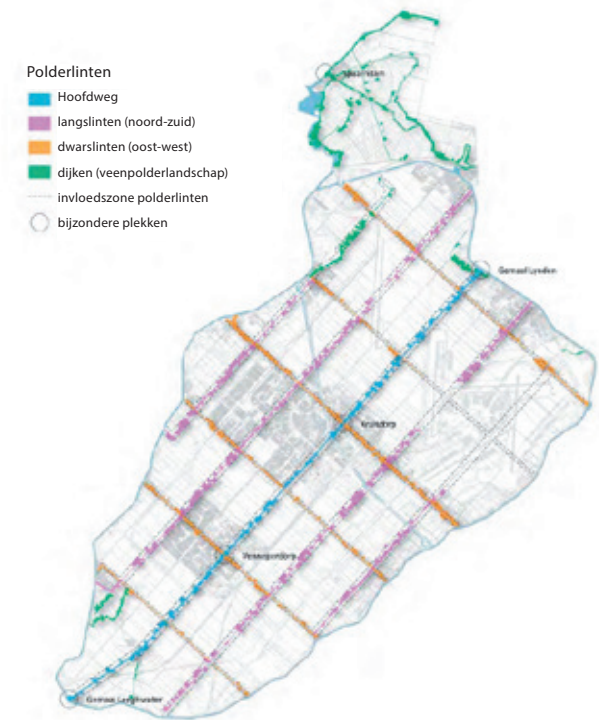 Polderlinten
Hoofdweg
langslinten (noord-zuid)
dwarslinten (oost-west)
dijken (veenpolderlandschap)
invloedszone polderlinten
bijzondere plekken
Gemaal Lynden
Kruisdorp
Vennepperdorp
Gemaal Leeghwater